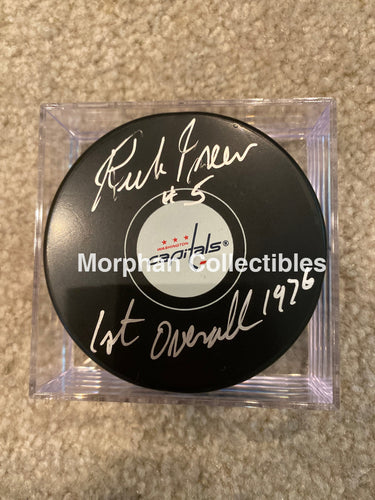 Rick Green
#5
WASHINGTON
capitals®
Morphan Collectibles
1st Overall 1976